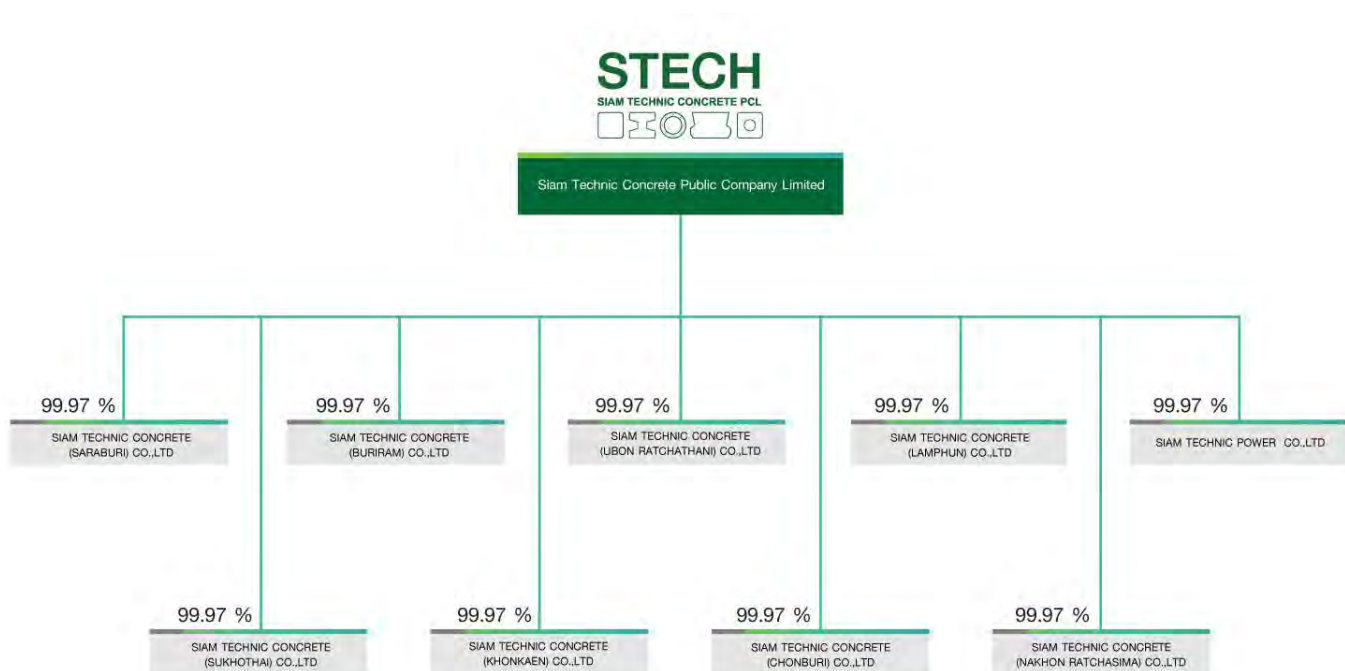 STECH
SIAM TECHNIC CONCRETE PCL
Siam Technic Concrete Public Company Limited
99.97 %
SIAM TECHNIC CONCRETE
(SARABURI) CO.,LTD
99.97 %
SIAM TECHNIC CONCRETE
(BURIRAM) CO.,LTD
99.97 %
SIAM TECHNIC CONCRETE
(UBON RATCHATHANI) CO.,LTD
99.97 %
SIAM TECHNIC CONCRETE
(LAMPHUN) CO.,LTD
99.97 %
SIAM TECHNIC POWER CO.,LTD
99.97 %
SIAM TECHNIC CONCRETE
(SUKHOTHAI) CO.,LTD
99.97 %
SIAM TECHNIC CONCRETE
(KHONKAEN) CO.,LTD
99.97 %
SIAM TECHNIC CONCRETE
(CHONBURI) CO.,LTD
99.97 %
SIAM TECHNIC CONCRETE
(NAKHON RATCHASIMA) CO.,LTD